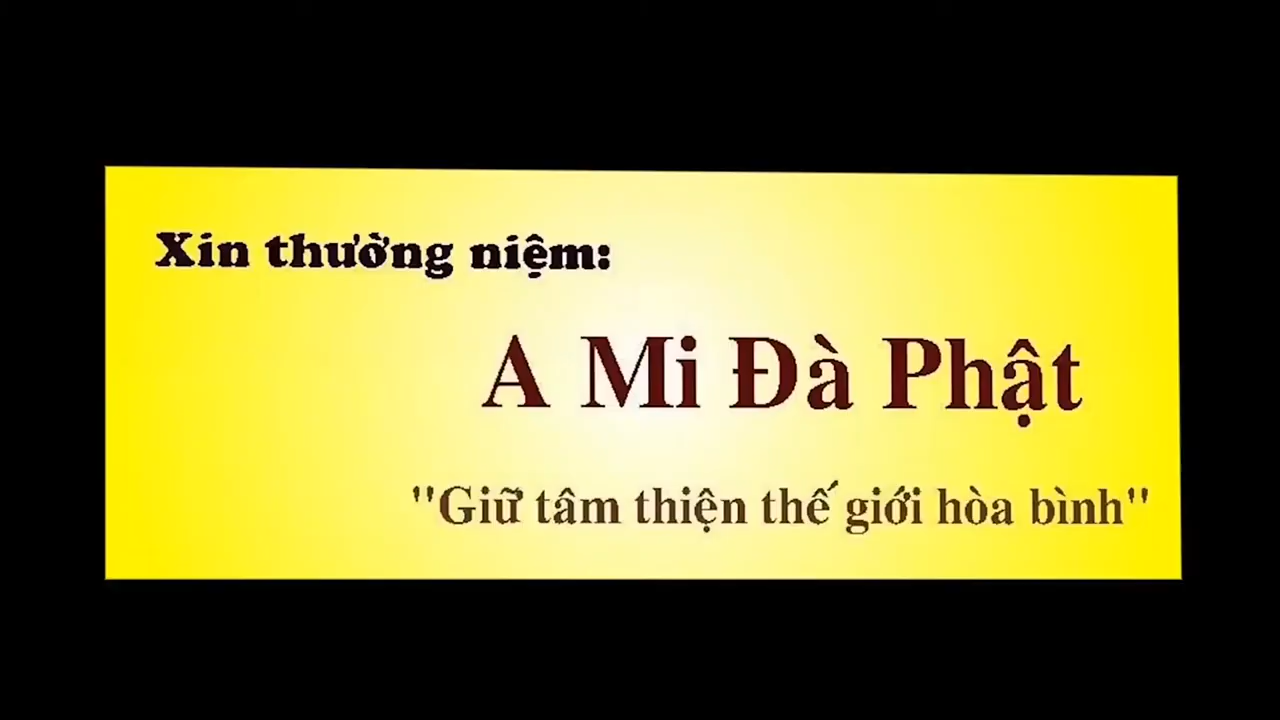 Xin thường niệm:
A Mi Đà Phật
"Giữ tâm thiện thế giới hòa bình"